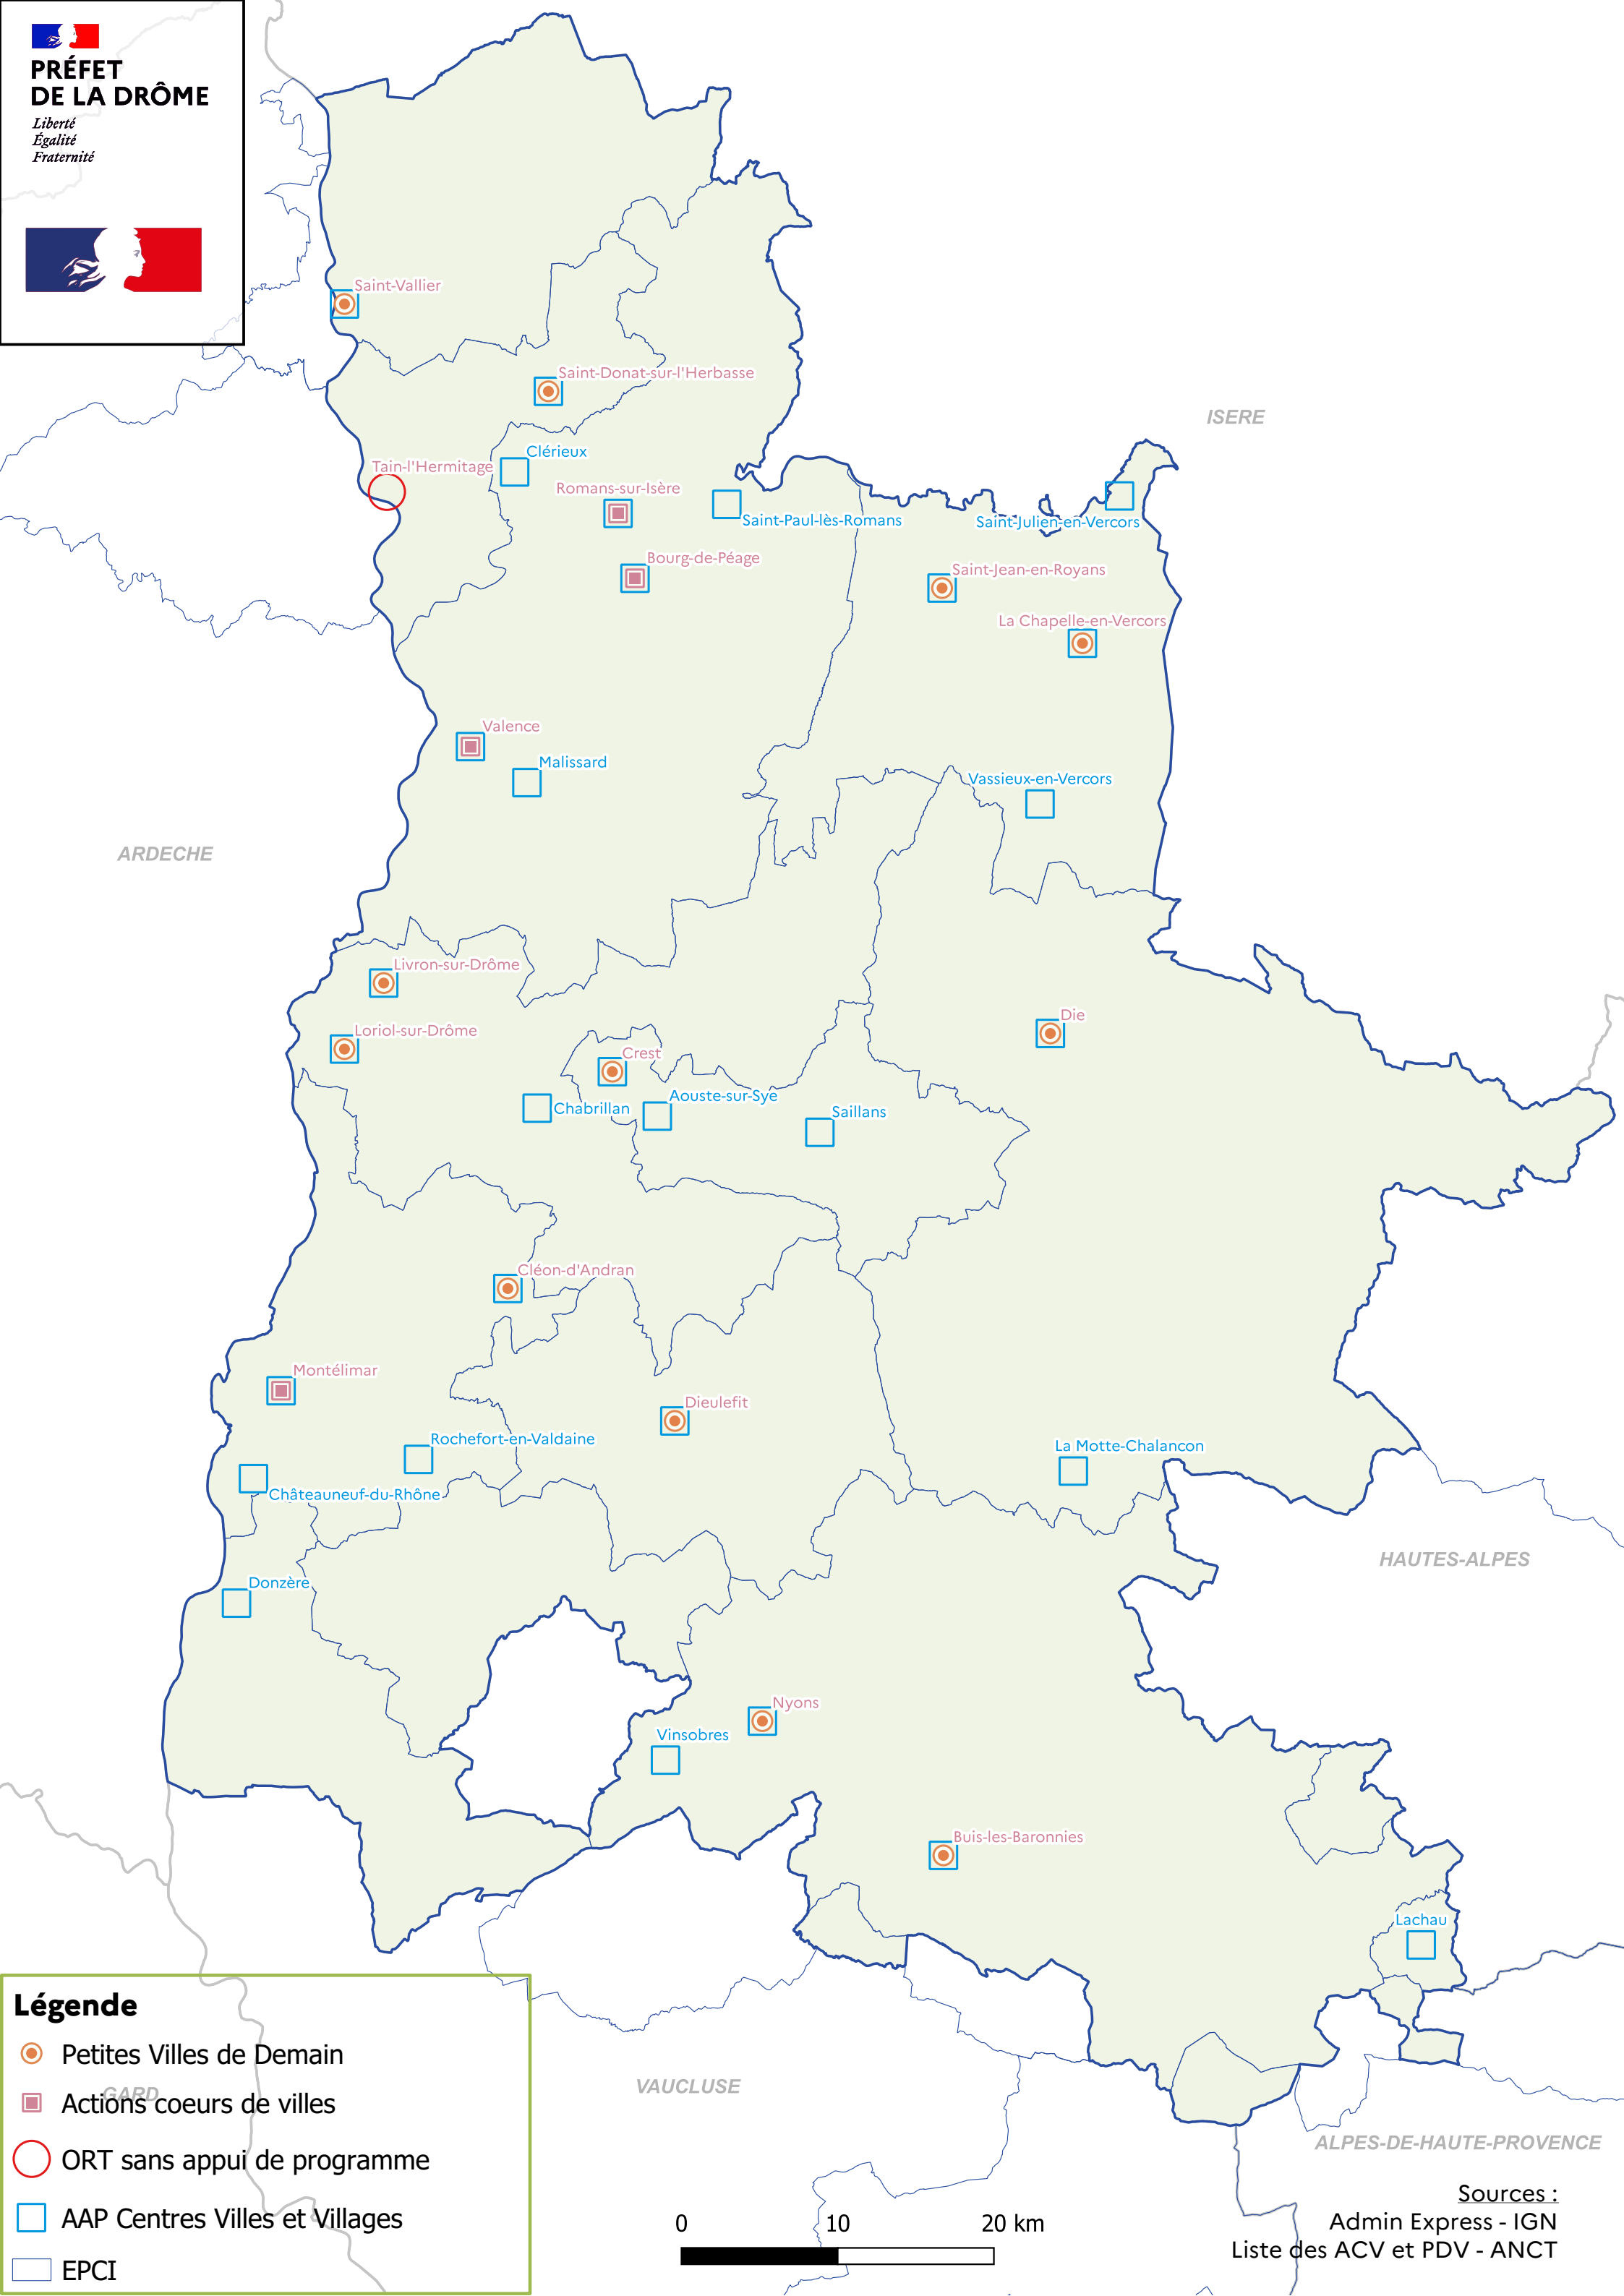 PRÉFET
DE LA DRÔME
Liberté
Égalité
Fraternité
Saint-Vallier
Saint-Donat-sur-l'Herbasse
ISERE
Clérieux
Tain-l'Hermitage
Romans-sur-Isère
Saint-Paul-lès-Romans
Saint-Julien-en-Vercors
Bourg-de-Péage
Saint-Jean-en-Royans
La Chapelle-en-Vercors
Valence
Malissard
Vassieux-en-Vercors
ARDECHE
Livron-sur-Drôme
Die
Loriol-sur-Drôme
Crest
Aouste-sur-Sye
Chabrillan
Saillans
Cléon-d'Andran
Montélimar
Dieulefit
Rochefort-en-Valdaine
La Motte-Chalancon
Châteauneuf-du-Rhône
HAUTES-ALPES
Donzère
Nyons
Vinsobres
Buis-les-Baronnies
Lachau
Légende
Petites Villes de Demain
GARD
Actions coeurs de villes
ORT sans appui de programme
AAP Centres Villes et Villages
EPCI
VAUCLUSE
ALPES-DE-HAUTE-PROVENCE
0 10 20 km
Sources :
Admin Express - IGN
Liste des ACV et PDV - ANCT